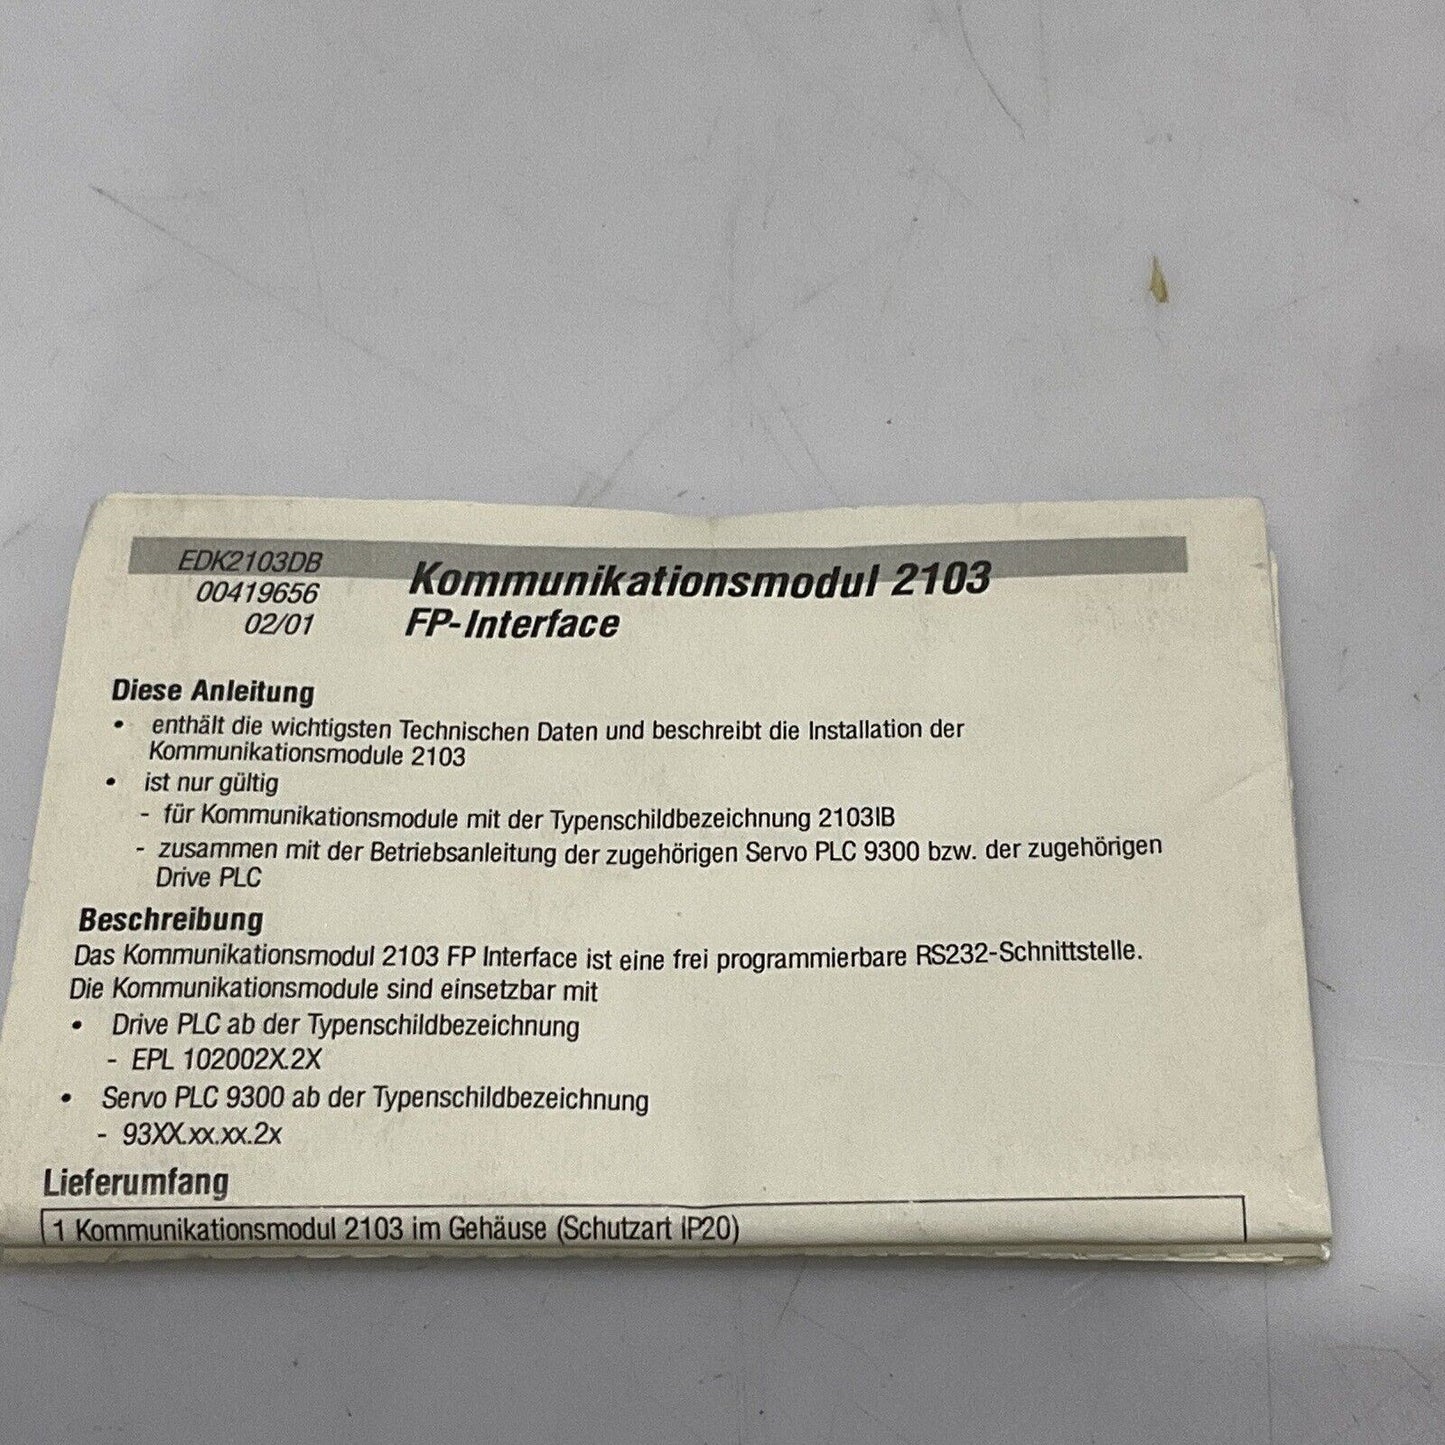 EDK2103DB
00419656
02/01
Kommunikationsmodul 2103
FP-Interface
Diese Anleitung
• enthält die wichtigsten Technischen Daten und beschreibt die Installation der
Kommunikationsmodule 2103
• ist nur gültig
- für Kommunikationsmodule mit der Typenschildbezeichnung 2103IB
- zusammen mit der Betriebsanleitung der zugehörigen Servo PLC 9300 bzw. der zugehörigen
Drive PLC
Beschreibung
Das Kommunikationsmodul 2103 FP Interface ist eine frei programmierbare RS232-Schnittstelle.
Die Kommunikationsmodule sind einsetzbar mit
• Drive PLC ab der Typenschildbezeichnung
- EPL 102002X.2X
• Servo PLC 9300 ab der Typenschildbezeichnung
- 93XX.xx.xx.2x
Lieferumfang
1 Kommunikationsmodul 2103 im Gehäuse (Schutzart IP20)